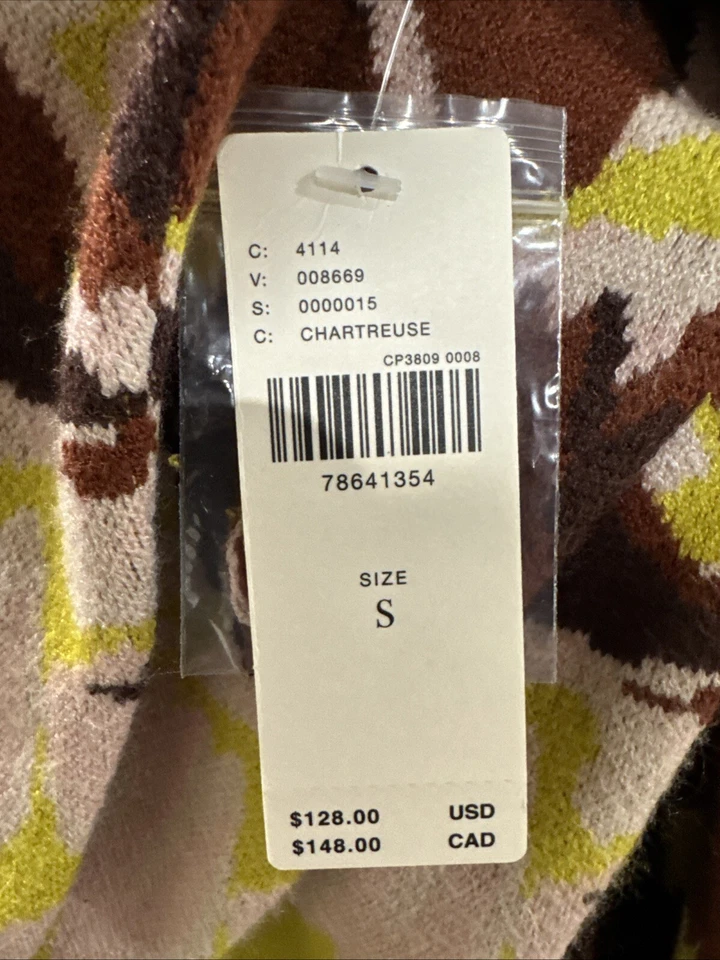 C: 4114
V: 008669
S: 0000015
C: CHARTREUSE
CP3809 0008
78641354
SIZE
S
$128.00 USD
$148.00 CAD